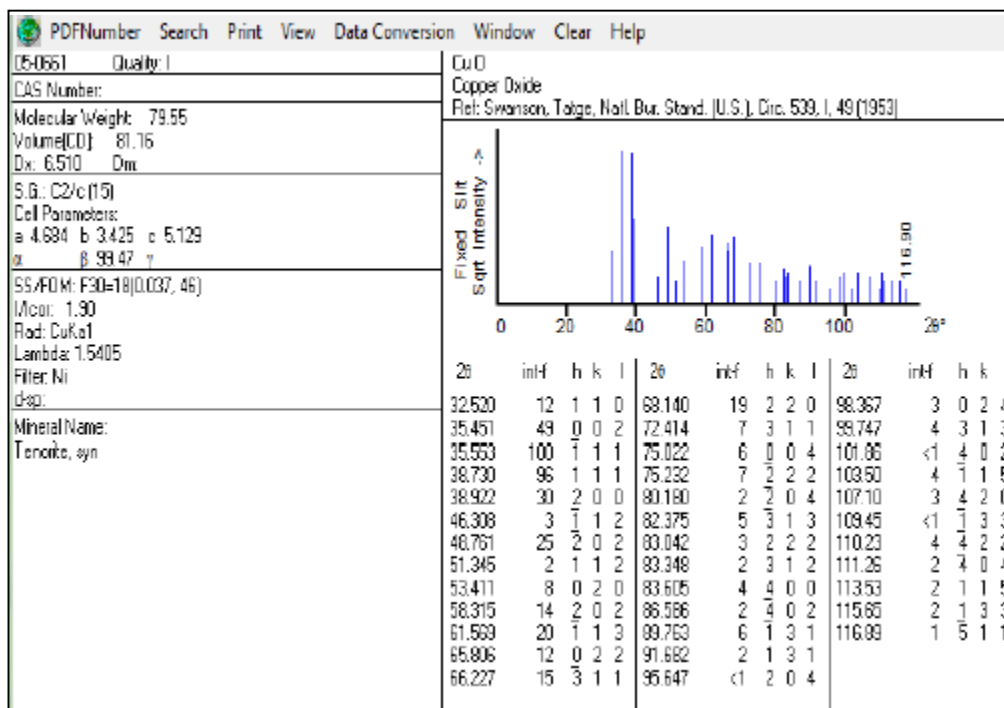 PDFNumber Search Print View Data Conversion Window Clear Help
05-0661 Quality: I
CAS Number:
Molecular Weight: 79.55
Volume[CD]: 81.16
Dx: 6.510 Dm:
S.G.: C2/c (15)
Cell Parameters:
a 4.684 b 3.425 c 5.129
α β 99.47 γ
SS/FOM: F30=18(0.037, 46)
I/Icor: 1.90
Rad: CuKa1
Lambda: 1.5405
Filter: Ni
d-sp:
Mineral Name:
Tenorite, syn
Cu O
Copper Oxide
Ref: Swanson, Tatge, Natl. Bur. Stand. (U.S.), Circ. 539, I, 49 (1953)
Fixed Slit
Sqrt Intensity ->
116.90
0 20 40 60 80 100 2θ°
2θ int-f h k l 2θ int-f h k l 2θ int-f h k
32.520 12 1 1 0 68.140 19 2 2 0 98.367 3 0 2 4
35.451 49 0 0 2 72.414 7 3 1 1 99.747 4 3 1 3
35.553 100 1̅ 1 1 75.022 6 0 0 4 101.86 <1 4 0 2
38.730 96 1 1 1 75.232 7 2̅ 2 2 103.50 4 1 1 5
38.922 30 2 0 0 80.180 2 2̅ 0 4 107.10 3 4 2 0
46.308 3 1̅ 1 2 82.375 5 3̅ 1 3 109.45 <1 1̅ 3 3
48.761 25 2̅ 0 2 83.042 3 2 2 2 110.23 4 4̅ 2 2
51.345 2 1 1 2 83.348 2 3 1 2 111.26 2 4̅ 0 4
53.411 8 0 2 0 83.605 4 4 0 0 113.53 2 1 1 5
58.315 14 2 0 2 86.586 2 4̅ 0 2 115.65 2 1 3 3
61.569 20 1̅ 1 3 89.763 6 1̅ 3 1 116.89 1 5̅ 1 1
65.806 12 0 2 2 91.682 2 1 3 1
66.227 15 3̅ 1 1 95.647 <1 2 0 4